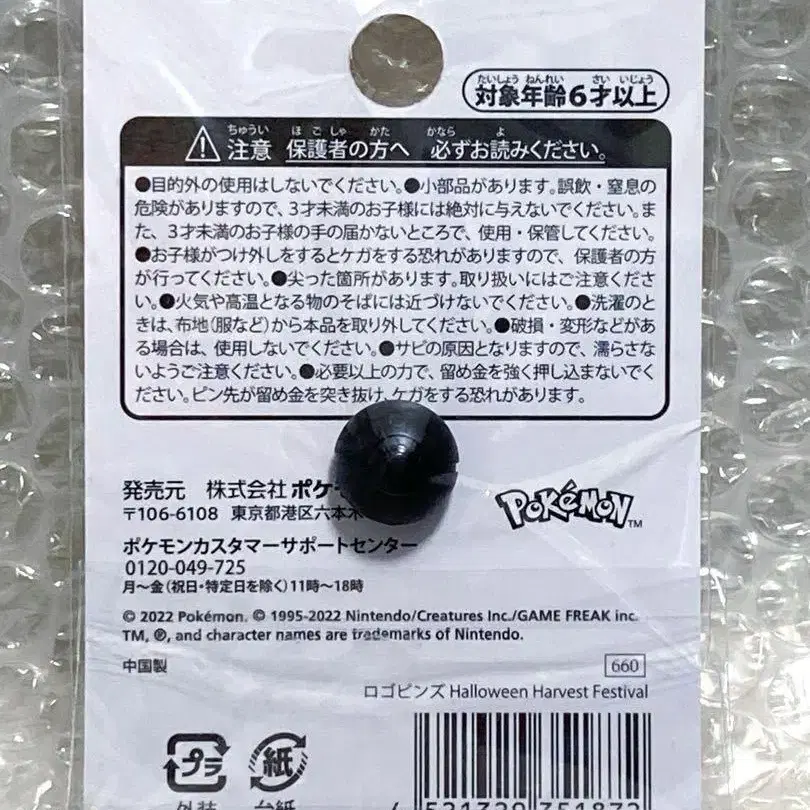 たいしょう ねんれい さい いじょう
対象年齢6才以上
ちゅうい ほごしゃ かた かなら よ
注意 保護者の方へ 必ずお読みください。
●目的外の使用はしないでください。●小部品があります。誤飲・窒息の
危険がありますので、3才未満のお子様には絶対に与えないでください。ま
た、3才未満のお子様の手の届かないところで、使用・保管してください。
●お子様がつけ外しをするとケガをする恐れがありますので、保護者の方
が行ってください。●尖った箇所があります。取り扱いにはご注意くださ
い。●火気や高温となる物のそばには近づけないでください。●洗濯のと
きは、布地(服など)から本品を取り外してください。●破損・変形などがあ
る場合は、使用しないでください。●サビの原因となりますので、濡らさな
いようご注意ください。●必要以上の力で、留め金を強く押し込まないでく
ださい。ピン先が留め金を突き抜け、ケガをする恐れがあります。
発売元 株式会社 ポケ
〒106-6108 東京都港区六本木
POKéMON TM
ポケモンカスタマーサポートセンター
0120-049-725
月〜金(祝日・特定日を除く)11時〜18時
© 2022 Pokémon. © 1995-2022 Nintendo/Creatures Inc./GAME FREAK inc.
TM, ®, and character names are trademarks of Nintendo.
中国製
660
ロゴピンズ Halloween Harvest Festival
プラ
紙
外装
台紙